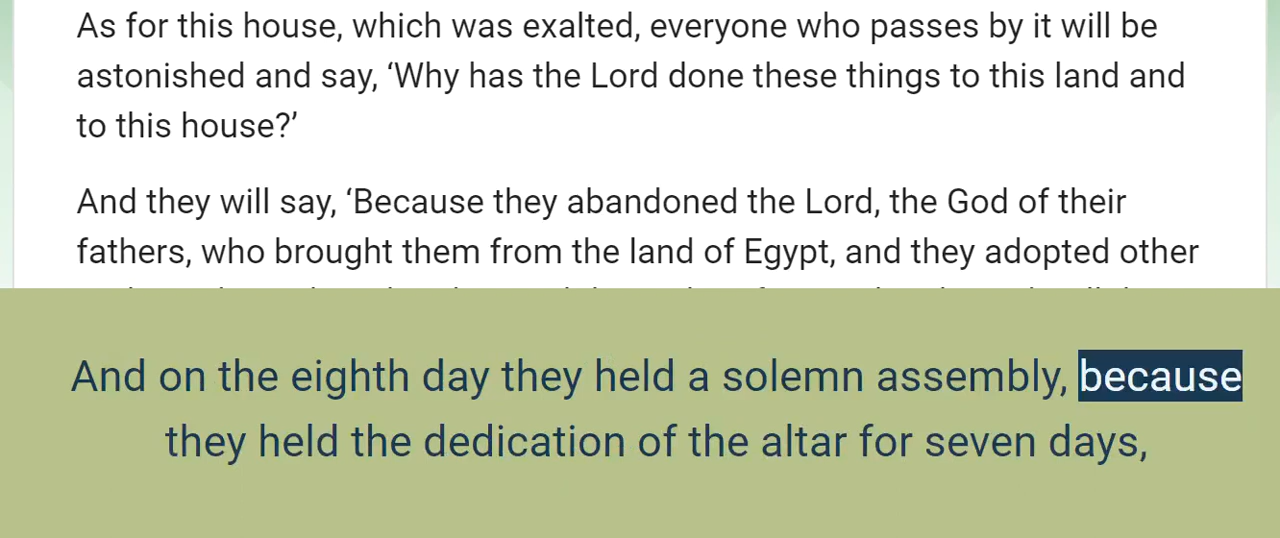 As for this house, which was exalted, everyone who passes by it will be
astonished and say, ‘Why has the Lord done these things to this land and
to this house?’
And they will say, ‘Because they abandoned the Lord, the God of their
fathers, who brought them from the land of Egypt, and they adopted other
And on the eighth day they held a solemn assembly, because
they held the dedication of the altar for seven days,